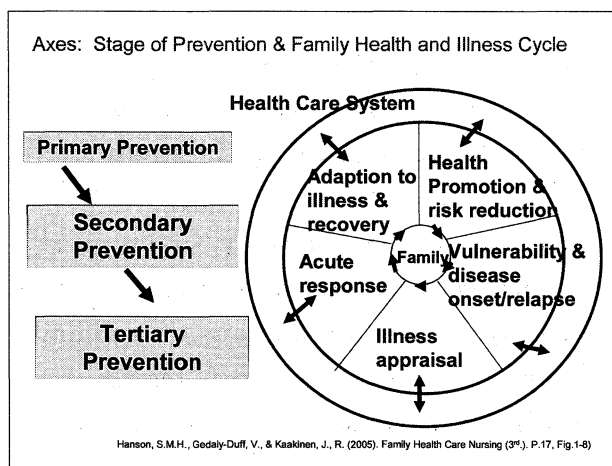 Axes: Stage of Prevention & Family Health and Illness Cycle
Primary Prevention
Secondary
Prevention
Tertiary
Prevention
Health Care System
Adaption to
illness &
recovery
Health
Promotion &
risk reduction
Family
Vulnerability &
disease
onset/relapse
Acute
response
Illness
appraisal
Hanson, S.M.H., Gedaly-Duff, V., & Kaakinen, J., R. (2005). Family Health Care Nursing (3rd.). P.17, Fig.1-8)